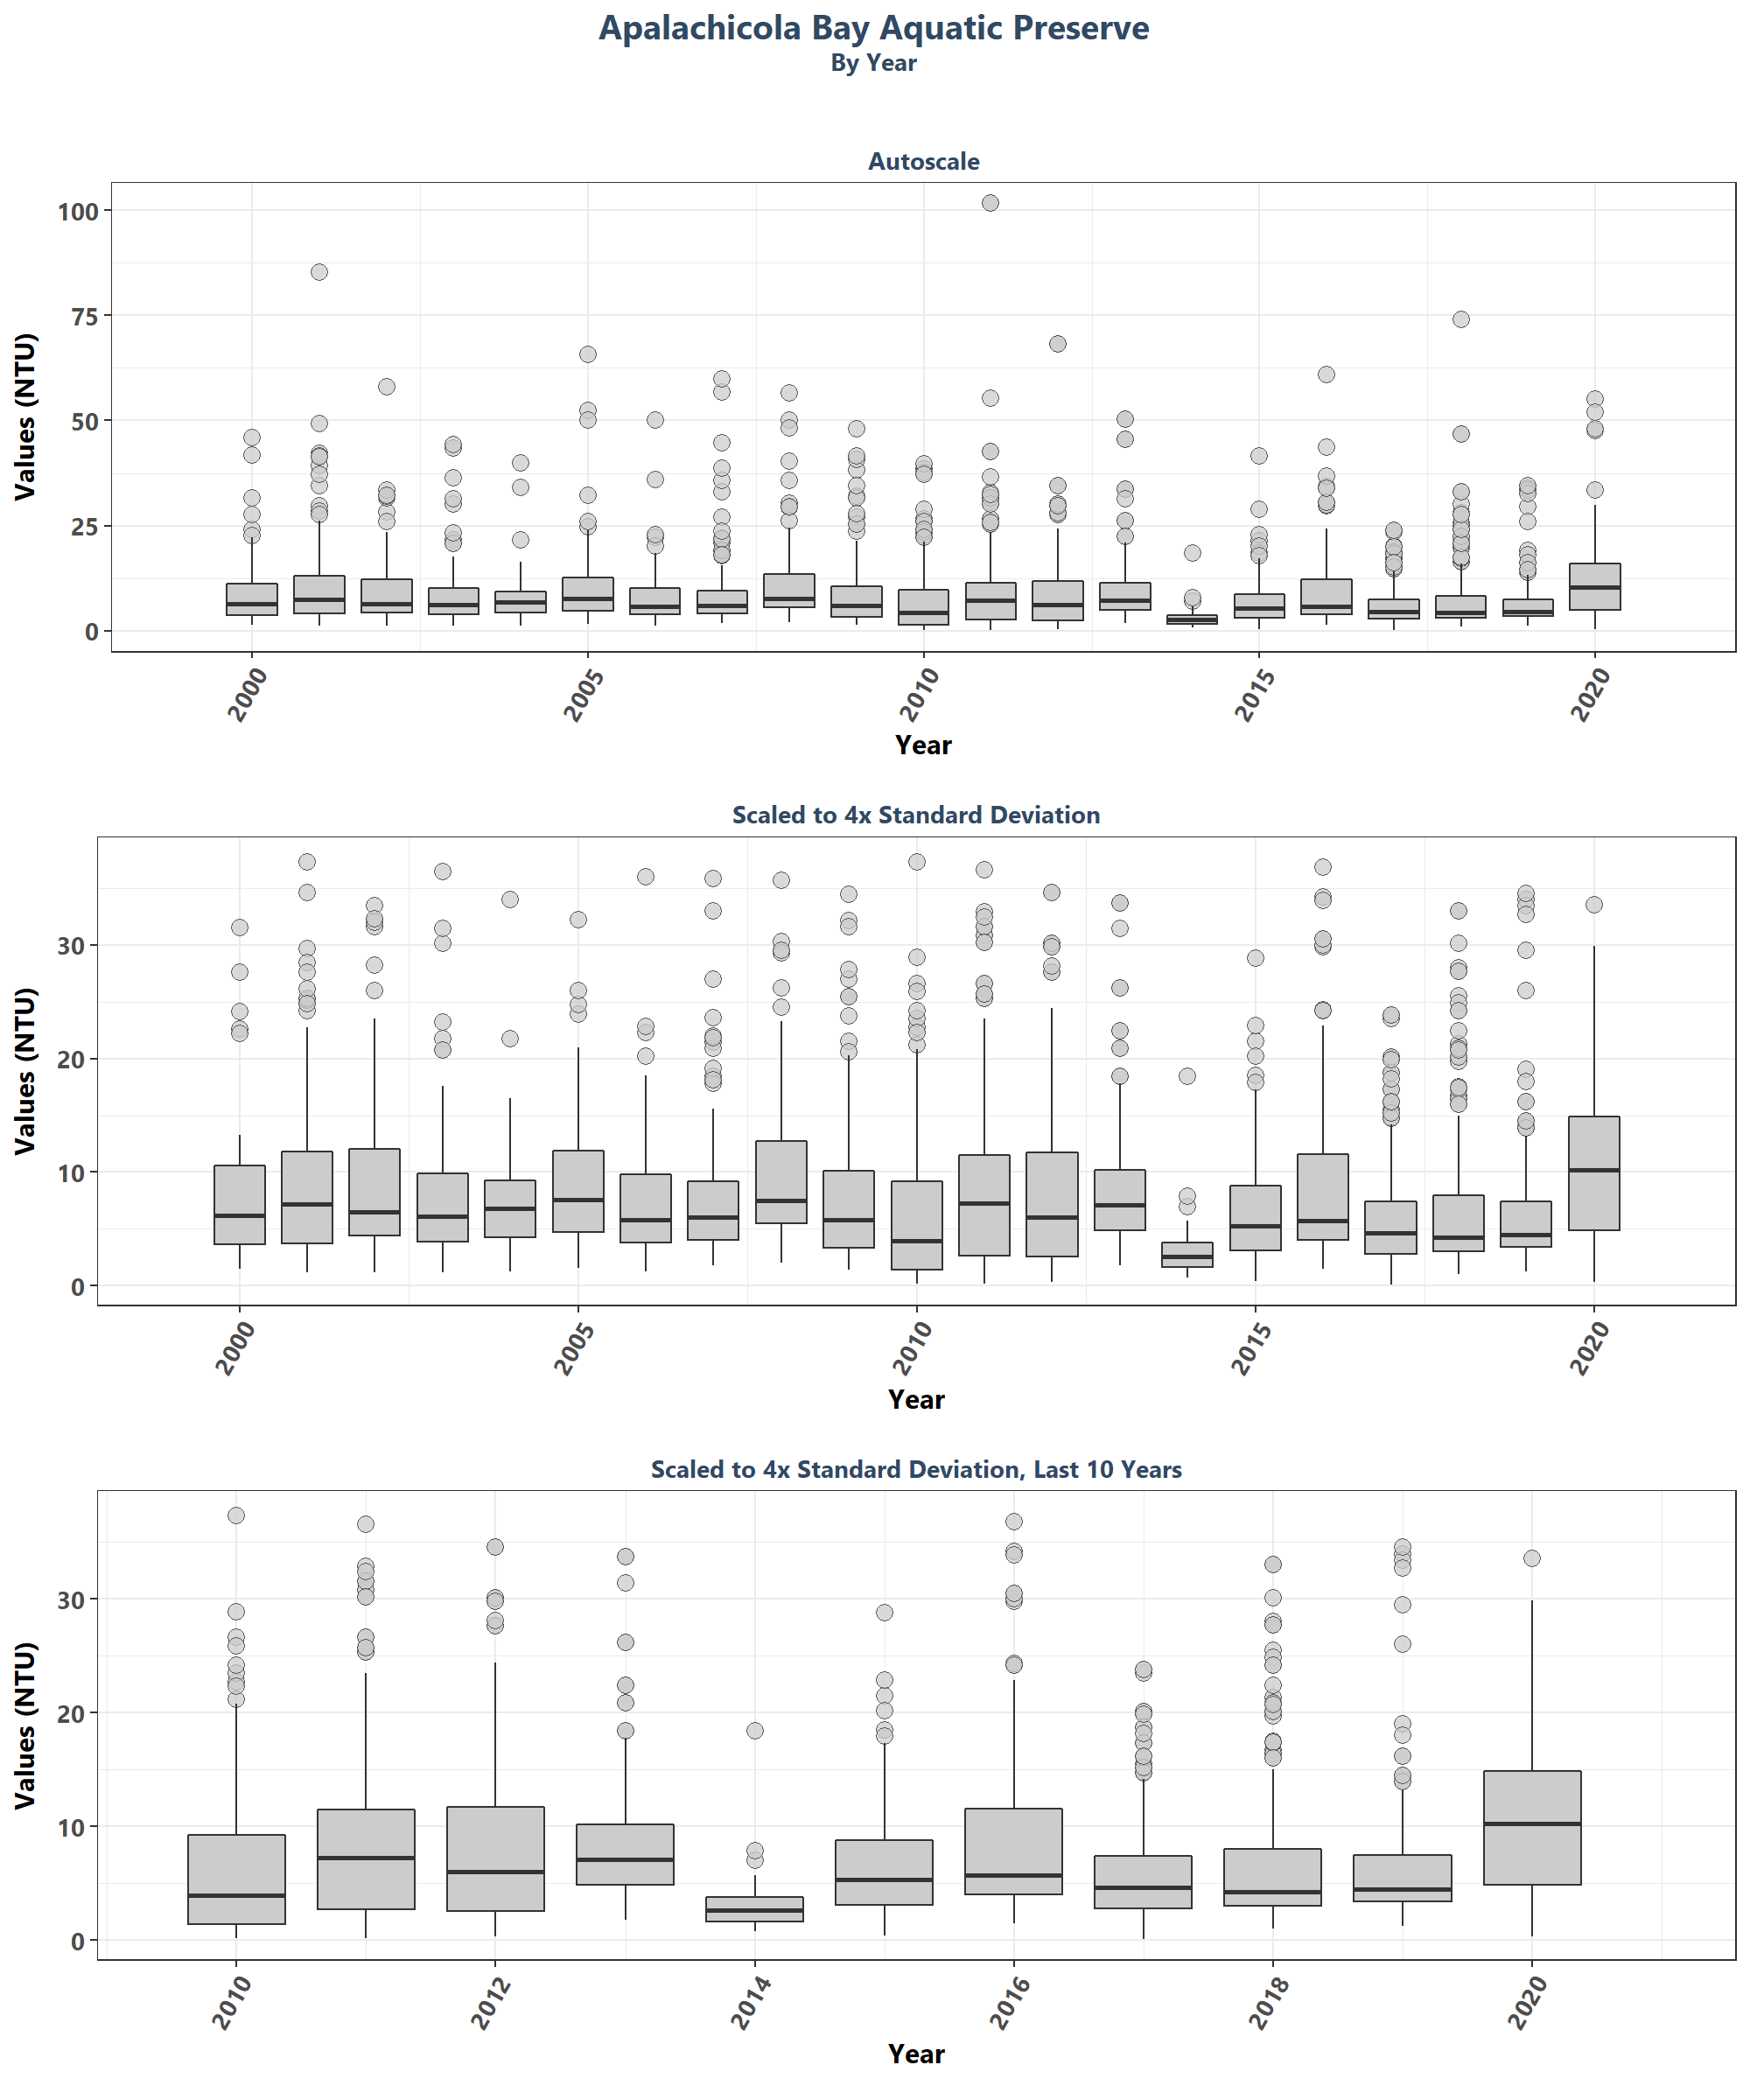 Apalachicola Bay Aquatic Preserve
By Year
Autoscale
Values (NTU)
100
75
50
25
0
2000
2005
2010
2015
2020
Year
Scaled to 4x Standard Deviation
Values (NTU)
30
20
10
0
2000
2005
2010
2015
2020
Year
Scaled to 4x Standard Deviation, Last 10 Years
Values (NTU)
30
20
10
0
2010
2012
2014
2016
2018
2020
Year